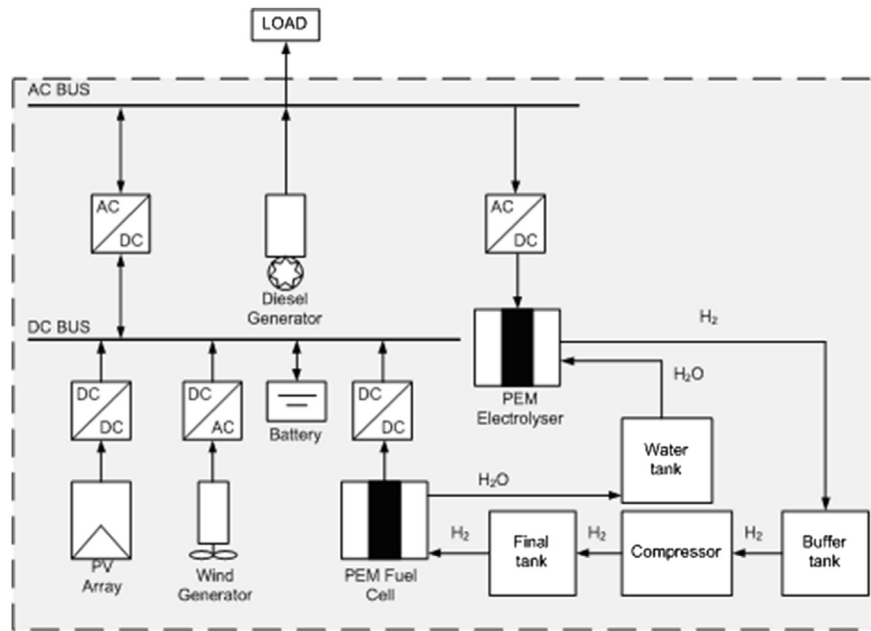 LOAD
AC BUS
AC
DC
AC
DC
Diesel
Generator
DC BUS
H₂
H₂O
PEM
Electrolyser
DC
DC
DC
AC
Battery
DC
DC
Water
tank
H₂O
PV
Array
Wind
Generator
PEM Fuel
Cell
H₂
Final
tank
H₂
Compressor
H₂
Buffer
tank